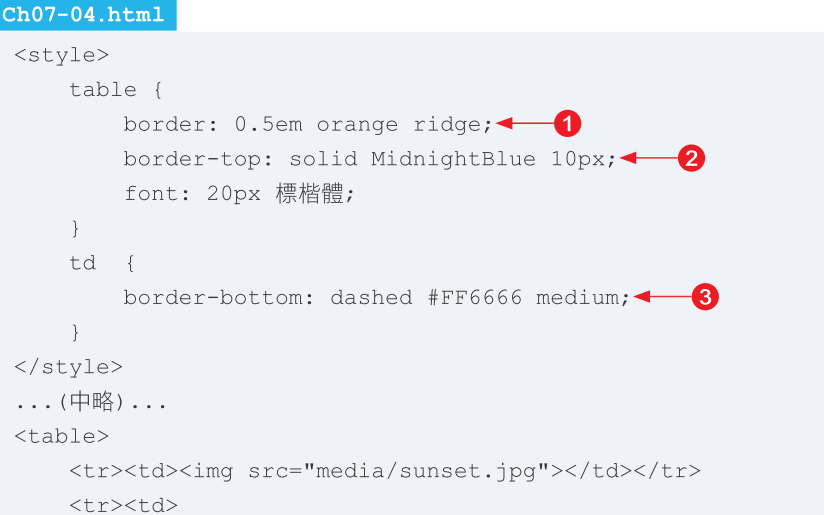 Ch07-04.html
<style>
    table {
        border: 0.5em orange ridge; 1
        border-top: solid MidnightBlue 10px; 2
        font: 20px 標楷體;
    }
    td  {
        border-bottom: dashed #FF6666 medium; 3
    }
</style>
...(中略)...
<table>
    <tr><td><img src="media/sunset.jpg"></td></tr>
    <tr><td>